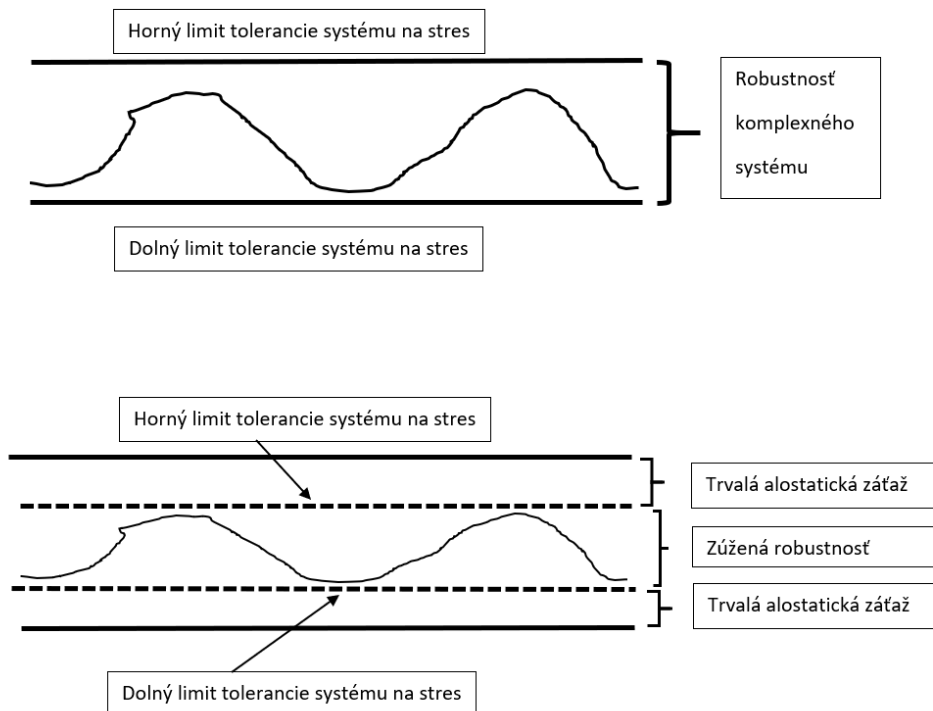 Horný limit tolerancie systému na stres
Robustnosť
komplexného
systému
Dolný limit tolerancie systému na stres
Horný limit tolerancie systému na stres
Trvalá alostatická záťaž
Zúžená robustnosť
Trvalá alostatická záťaž
Dolný limit tolerancie systému na stres